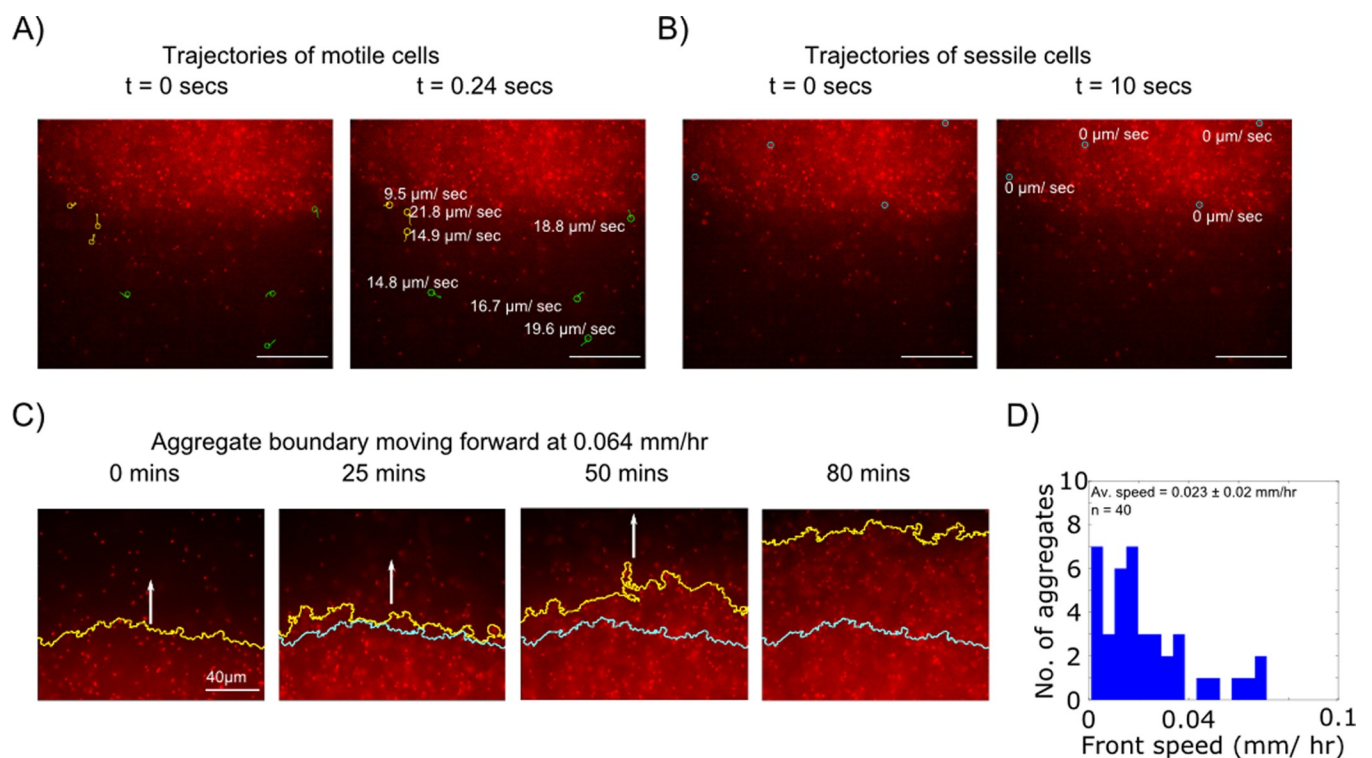 A)
Trajectories of motile cells
t = 0 secs
t = 0.24 secs
9.5 µm/ sec
21.8 µm/ sec
14.9 µm/ sec
18.8 µm/ sec
14.8 µm/ sec
16.7 µm/ sec
19.6 µm/ sec
B)
Trajectories of sessile cells
t = 0 secs
t = 10 secs
0 µm/ sec
0 µm/ sec
0 µm/ sec
0 µm/ sec
C)
Aggregate boundary moving forward at 0.064 mm/hr
0 mins
25 mins
50 mins
80 mins
40µm
D)
10
8
6
4
2
0
No. of aggregates
Av. speed = 0.023 ± 0.02 mm/hr
n = 40
0
0.04
0.1
Front speed (mm/ hr)